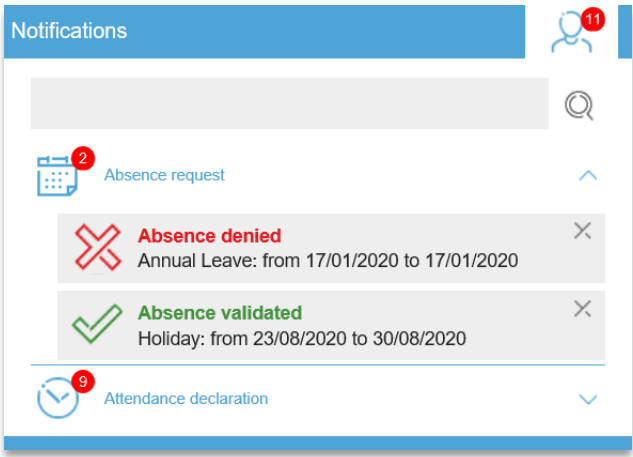 Notifications
11
2
Absence request
Absence denied
Annual Leave: from 17/01/2020 to 17/01/2020
Absence validated
Holiday: from 23/08/2020 to 30/08/2020
9
Attendance declaration